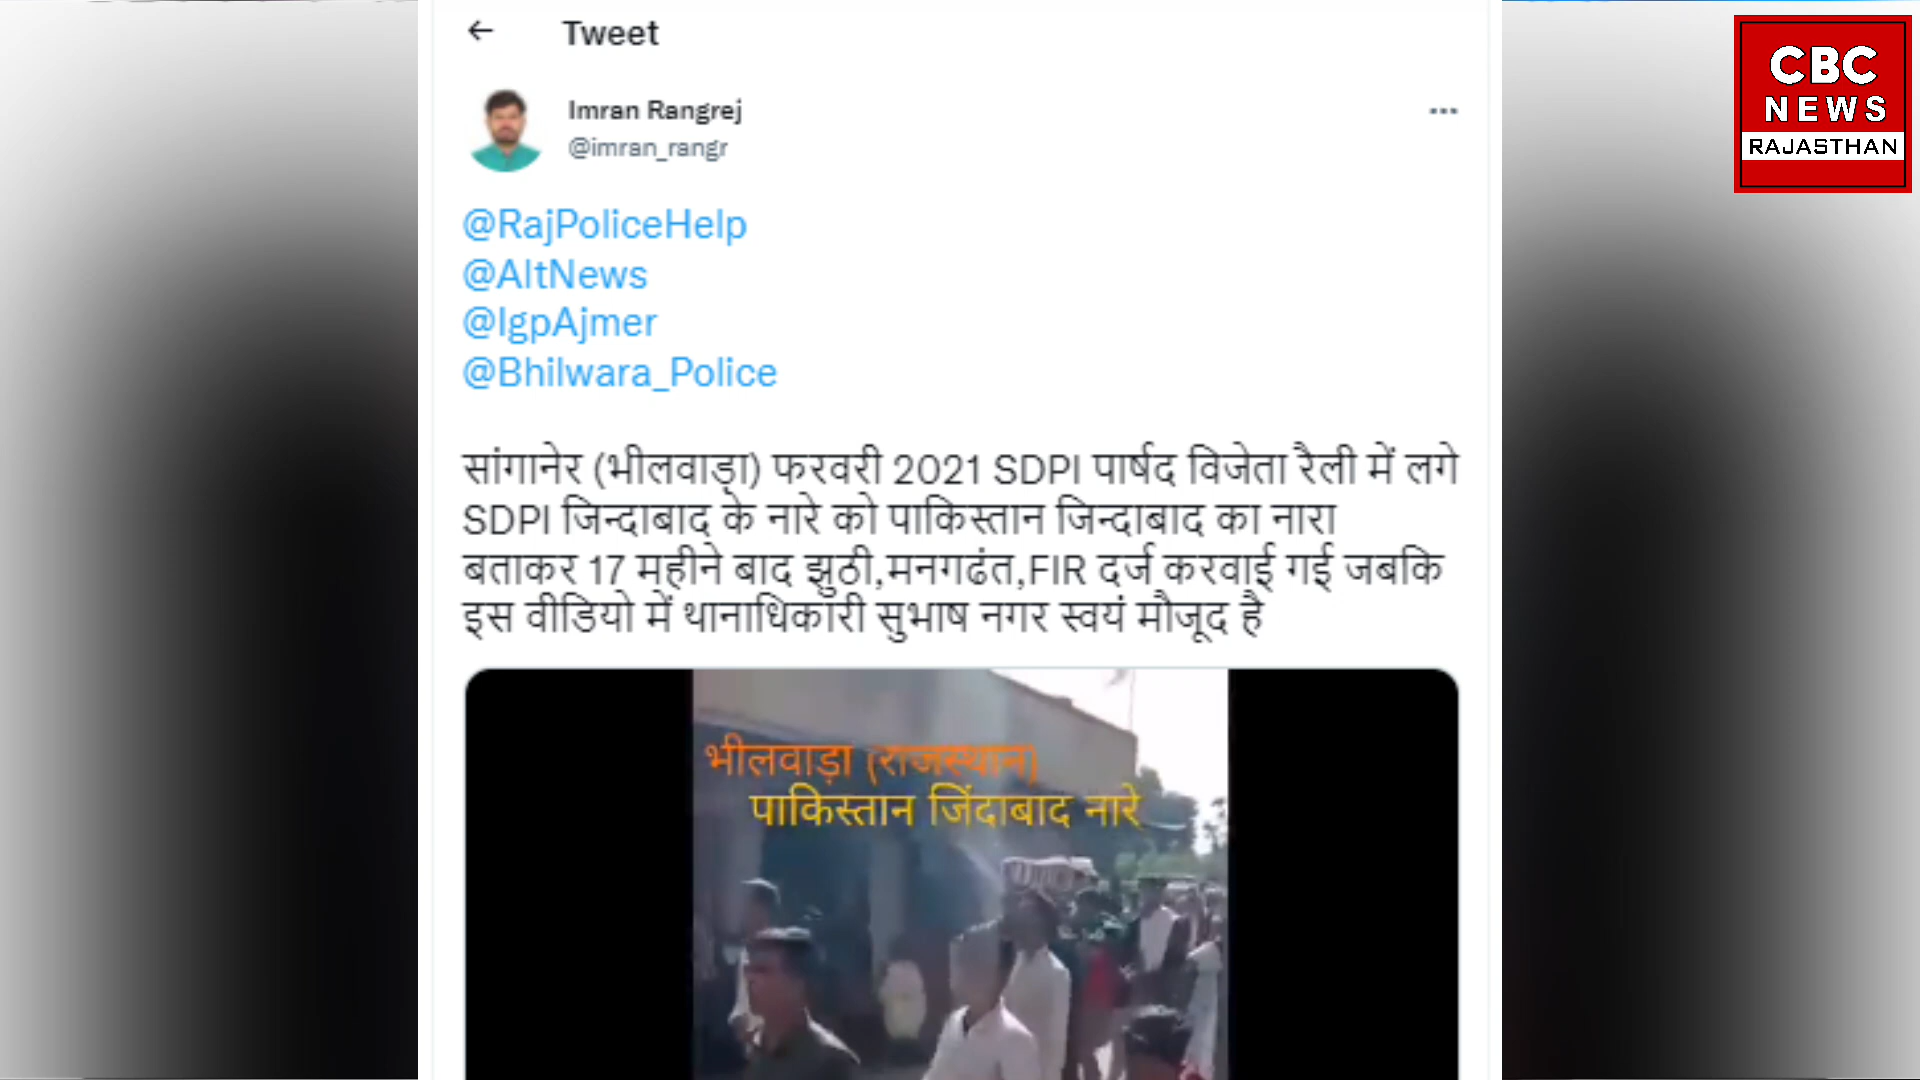 Tweet
Imran Rangrej
@imran_rangr
@RajPoliceHelp
@AltNews
@IgpAjmer
@Bhilwara_Police
सांगानेर (भीलवाड़ा) फरवरी 2021 SDPI पार्षद विजेता रैली में लगे
SDPI जिन्दाबाद के नारे को पाकिस्तान जिन्दाबाद का नारा
बताकर 17 महीने बाद झुठी,मनगढंत,FIR दर्ज करवाई गई जबकि
इस वीडियो में थानाधिकारी सुभाष नगर स्वयं मौजूद है
भीलवाड़ा (राजस्थान)
पाकिस्तान जिंदाबाद नारे
CBC
NEWS
RAJASTHAN